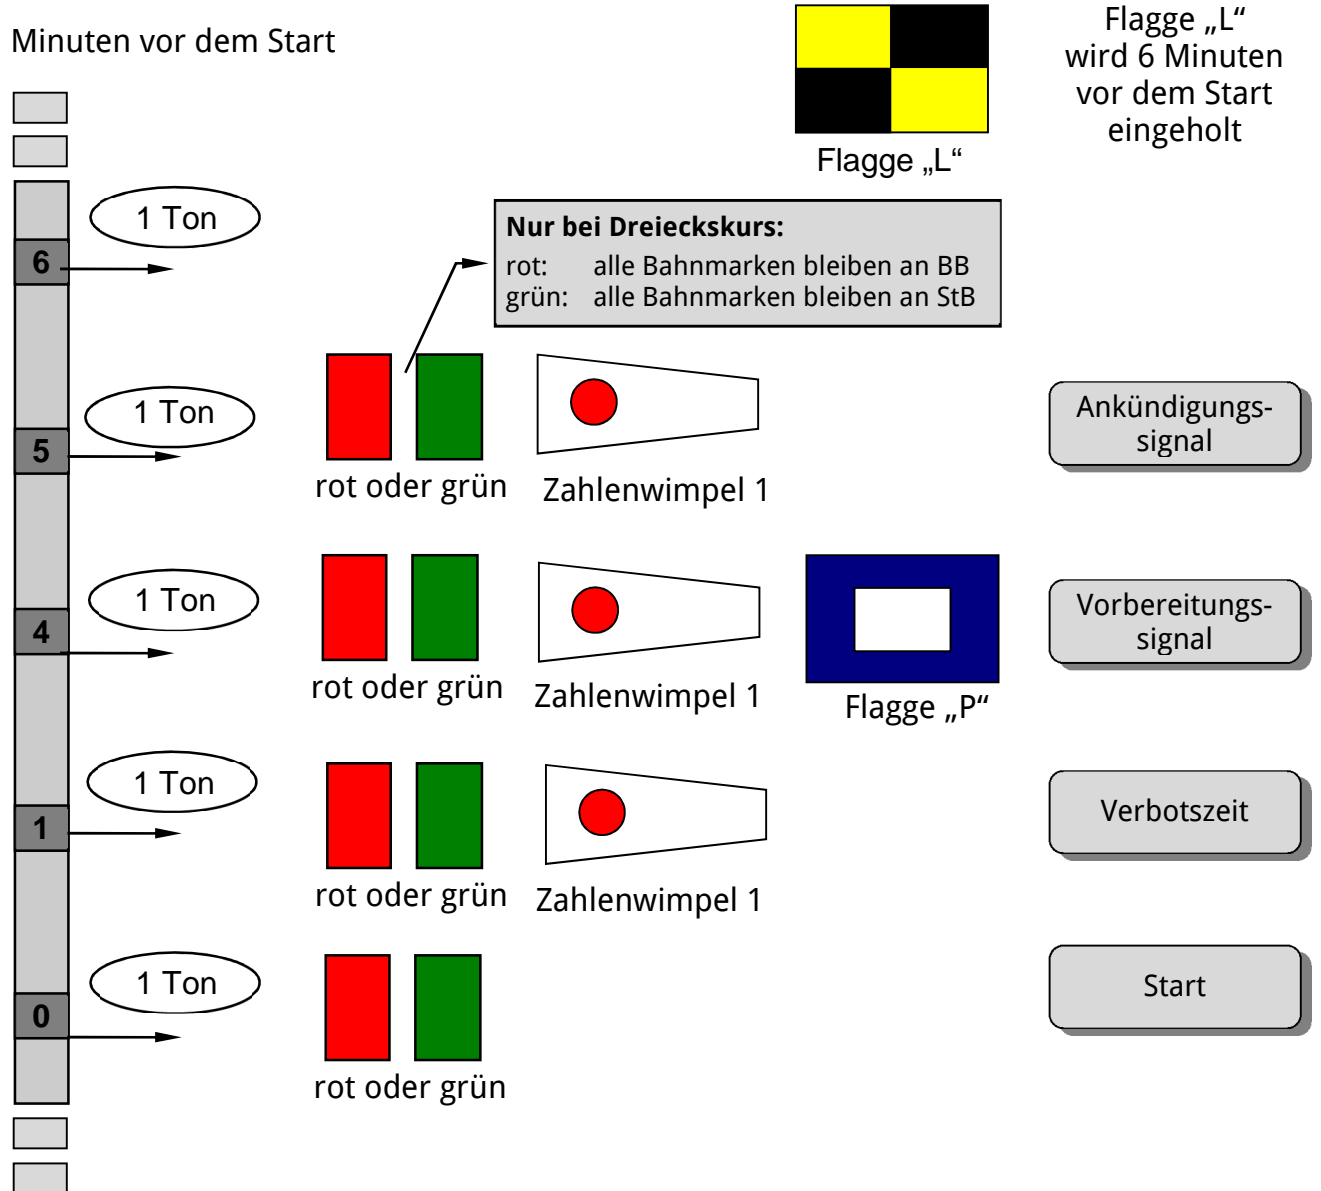 Minuten vor dem Start
Flagge „L“
Flagge „L“
wird 6 Minuten
vor dem Start
eingeholt
1 Ton
6
Nur bei Dreieckskurs:
rot: alle Bahnmarken bleiben an BB
grün: alle Bahnmarken bleiben an StB
1 Ton
5
rot oder grün
Zahlenwimpel 1
Ankündigungs-
signal
1 Ton
4
rot oder grün
Zahlenwimpel 1
Flagge „P“
Vorbereitungs-
signal
1 Ton
1
rot oder grün
Zahlenwimpel 1
Verbotszeit
1 Ton
0
rot oder grün
Start